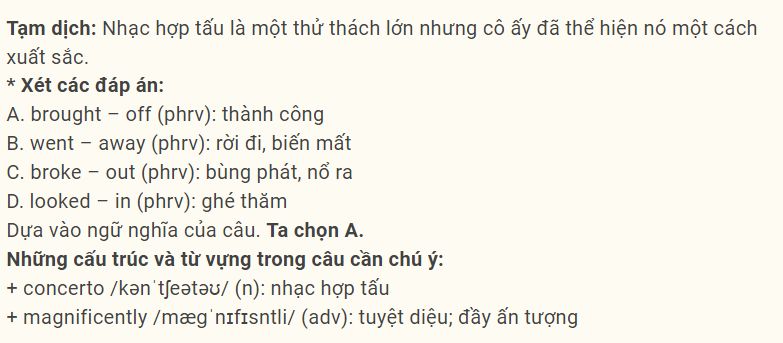 Tạm dịch: Nhạc hợp tấu là một thử thách lớn nhưng cô ấy đã thể hiện nó một cách
xuất sắc.
* Xét các đáp án:
A. brought – off (phrv): thành công
B. went – away (phrv): rời đi, biến mất
C. broke – out (phrv): bùng phát, nổ ra
D. looked – in (phrv): ghé thăm
Dựa vào ngữ nghĩa của câu. Ta chọn A.
Những cấu trúc và từ vựng trong câu cần chú ý:
+ concerto /kənˈtʃeətəʊ/ (n): nhạc hợp tấu
+ magnificently /mægˈnɪfɪsntli/ (adv): tuyệt diệu; đầy ấn tượng